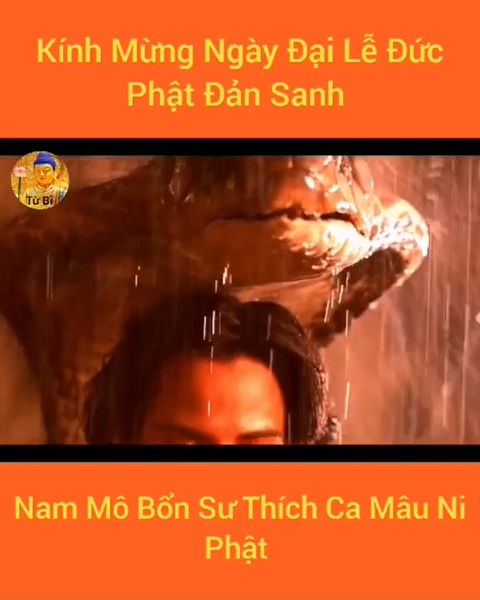 Kính Mừng Ngày Đại Lễ Đức
Phật Đản Sanh
Từ Bi
Nam Mô Bổn Sư Thích Ca Mâu Ni
Phật